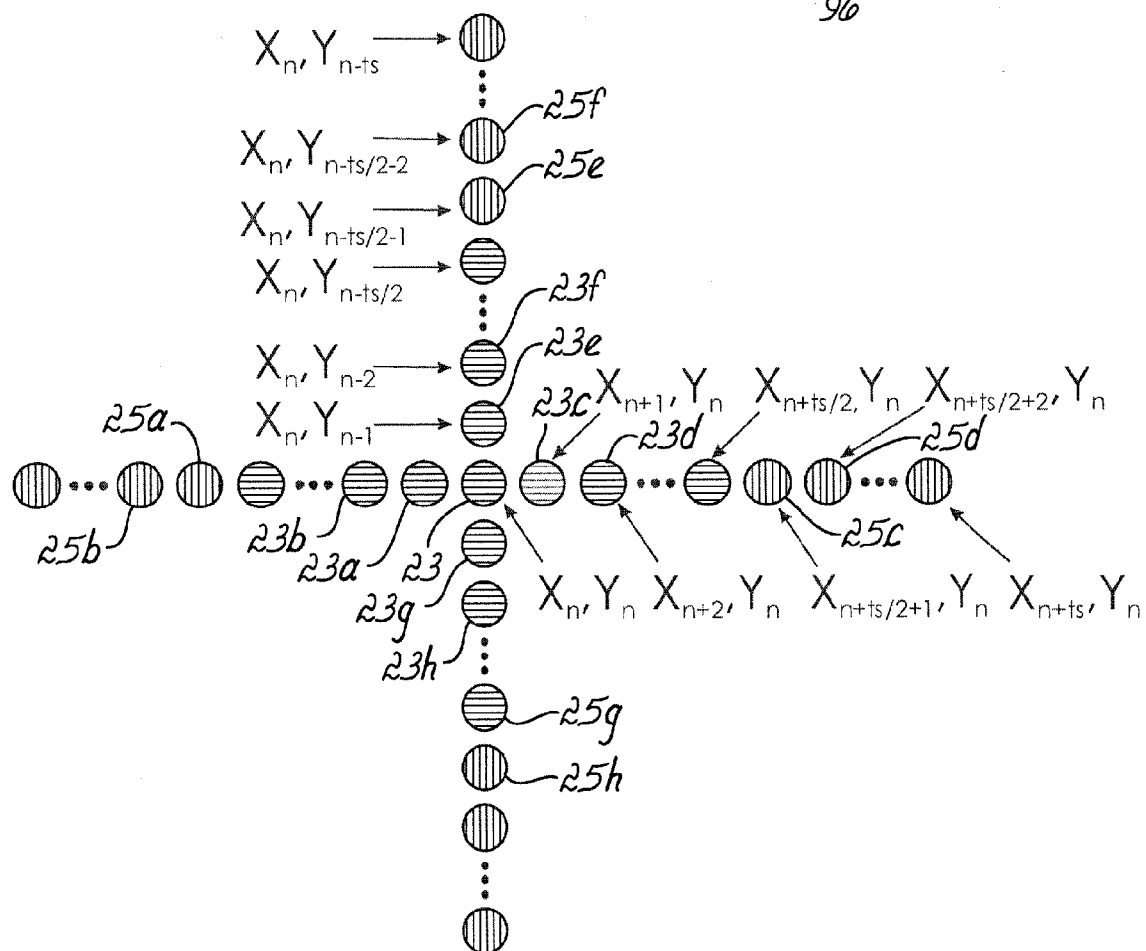 96
Xₙ, Yₙ₋ₜₛ
25f
Xₙ, Yₙ₋ₜₛ/₂₋₂
25e
Xₙ, Yₙ₋ₜₛ/₂₋₁
Xₙ, Yₙ₋ₜₛ/₂
23f
Xₙ, Yₙ₋₂
23e
Xₙ₊₁, Yₙ
Xₙ₊ₜₛ/₂, Yₙ
Xₙ₊ₜₛ/₂₊₂, Yₙ
Xₙ, Yₙ₋₁
23c
23d
25d
25a
25b
23b
23a
23
25c
23g
Xₙ, Yₙ
Xₙ₊₂, Yₙ
Xₙ₊ₜₛ/₂₊₁, Yₙ
Xₙ₊ₜₛ, Yₙ
23h
25g
25h